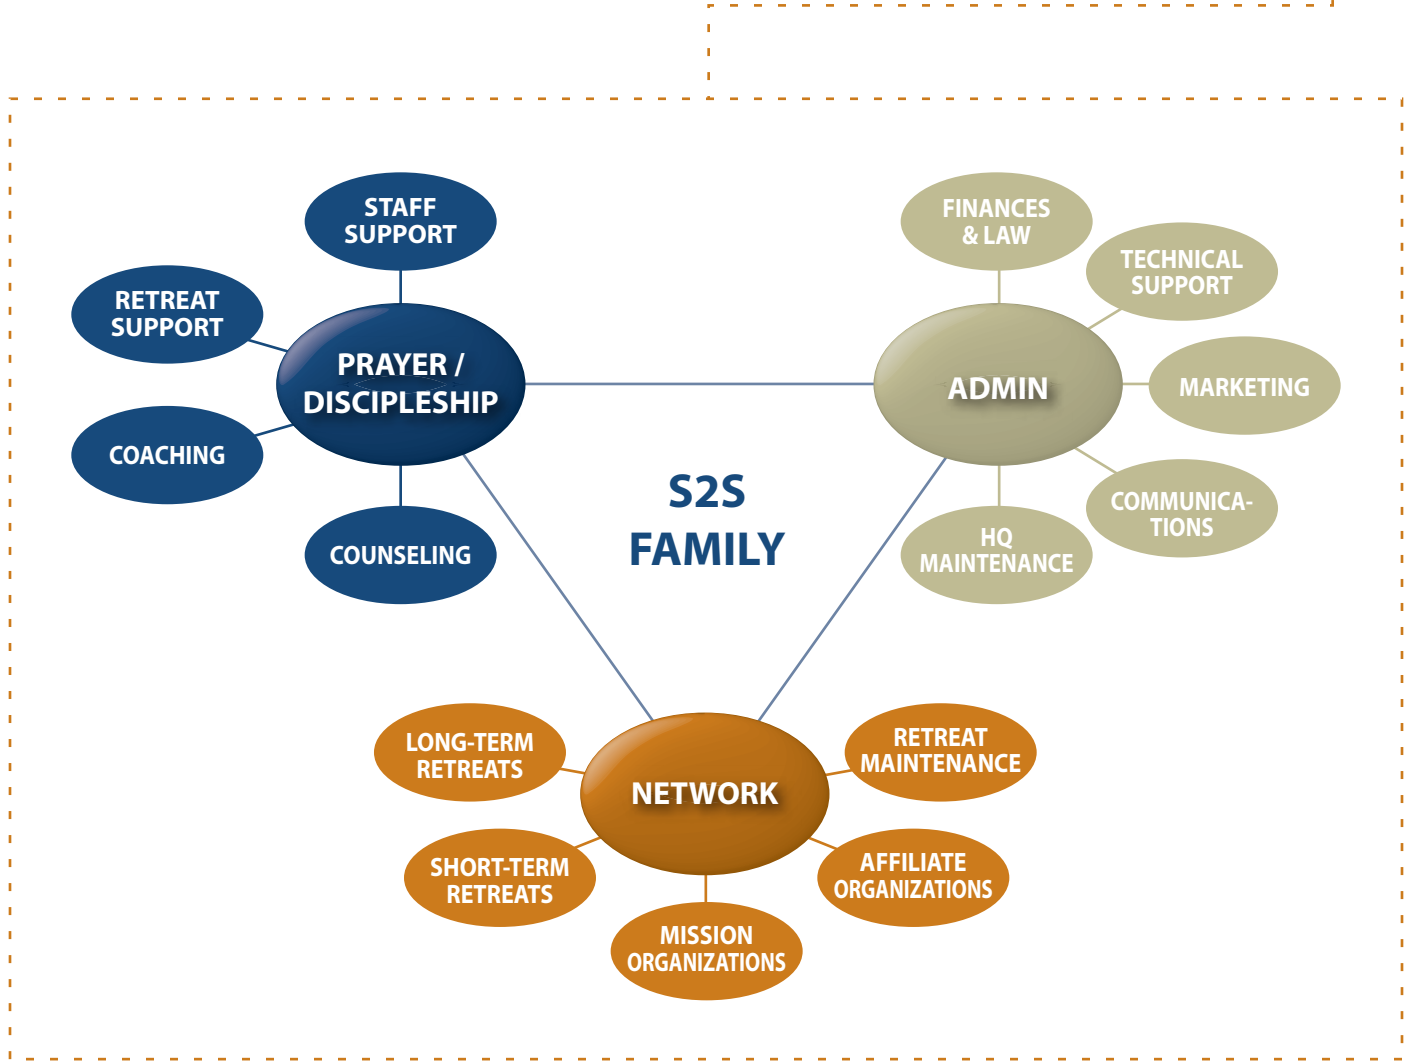 STAFF
SUPPORT
RETREAT
SUPPORT
PRAYER /
DISCIPLESHIP
COACHING
COUNSELING
FINANCES
& LAW
TECHNICAL
SUPPORT
ADMIN
MARKETING
COMMUNICA-
TIONS
HQ
MAINTENANCE
S2S
FAMILY
LONG-TERM
RETREATS
NETWORK
RETREAT
MAINTENANCE
SHORT-TERM
RETREATS
AFFILIATE
ORGANIZATIONS
MISSION
ORGANIZATIONS